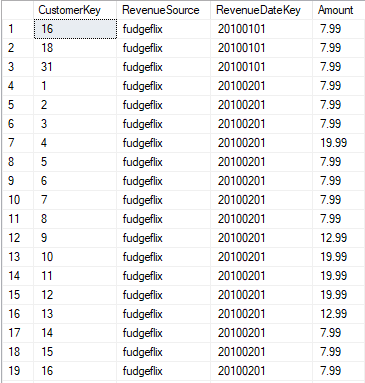 CustomerKey RevenueSource RevenueDateKey Amount
1 16 fudgeflix 20100101 7.99
2 18 fudgeflix 20100101 7.99
3 31 fudgeflix 20100101 7.99
4 1 fudgeflix 20100201 7.99
5 2 fudgeflix 20100201 7.99
6 3 fudgeflix 20100201 7.99
7 4 fudgeflix 20100201 19.99
8 5 fudgeflix 20100201 7.99
9 6 fudgeflix 20100201 7.99
10 7 fudgeflix 20100201 7.99
11 8 fudgeflix 20100201 7.99
12 9 fudgeflix 20100201 12.99
13 10 fudgeflix 20100201 19.99
14 11 fudgeflix 20100201 19.99
15 12 fudgeflix 20100201 19.99
16 13 fudgeflix 20100201 12.99
17 14 fudgeflix 20100201 7.99
18 15 fudgeflix 20100201 7.99
19 16 fudgeflix 20100201 7.99